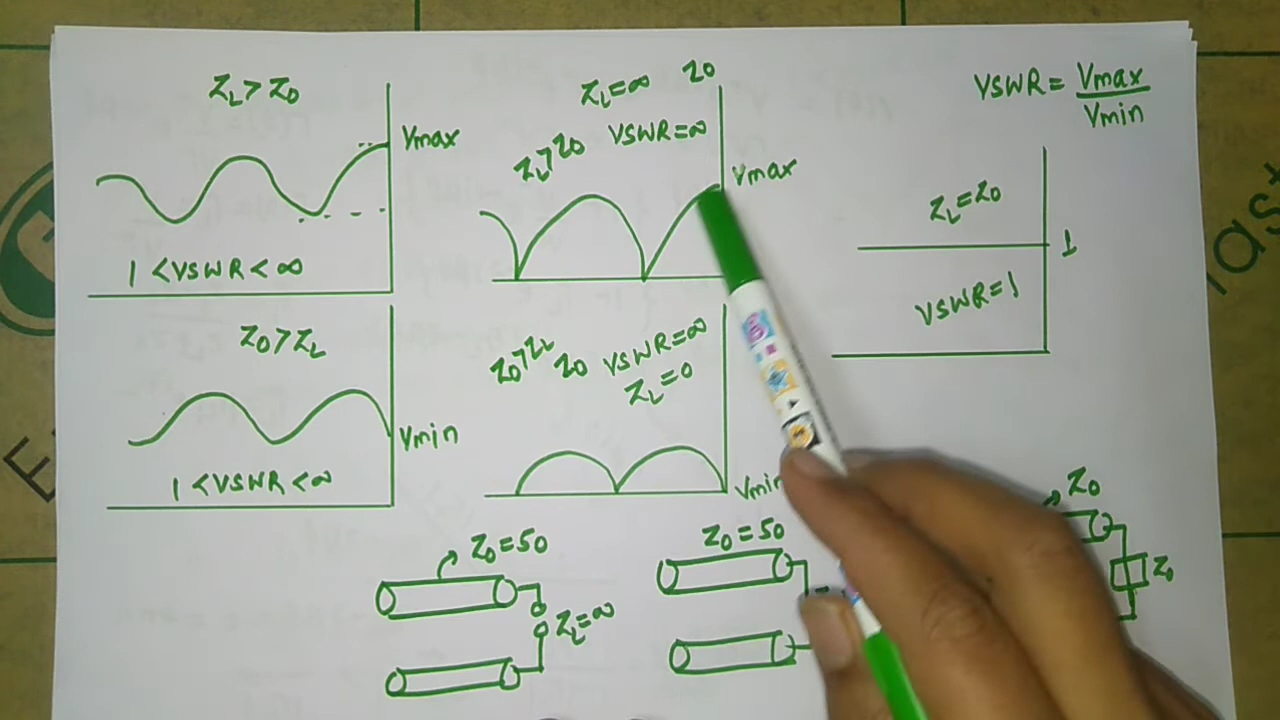 ZL > Z0
Vmax
1 < VSWR < ∞
ZL = ∞
Z0
ZL > Z0
VSWR = ∞
Vmax
VSWR = Vmax
Vmin
ZL = Z0
1
VSWR = 1
Z0 > ZL
Vmin
1 < VSWR < ∞
Z0 > ZL
Z0
VSWR = ∞
ZL = 0
Vmin
Z0 = 50
ZL = ∞
Z0 = 50
Z0
Z0